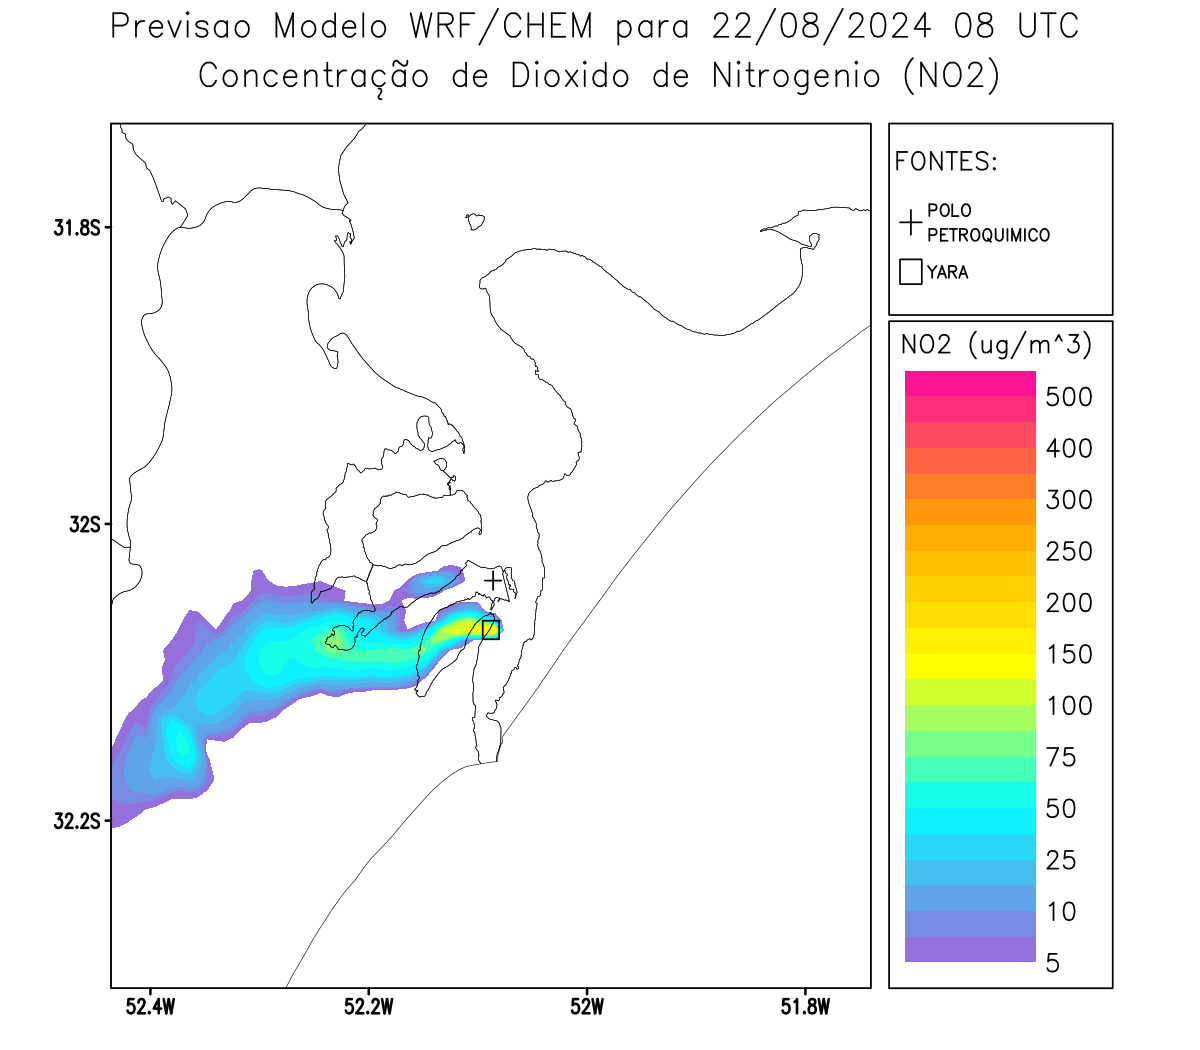 Previsao Modelo WRF/CHEM para 22/08/2024 08 UTC
Concentração de Dioxido de Nitrogenio (NO2)
FONTES:
POLO
PETROQUIMICO
YARA
NO2 (ug/m^3)
500
400
300
250
200
150
100
75
50
25
10
5
31.8S
32S
32.2S
52.4W
52.2W
52W
51.8W